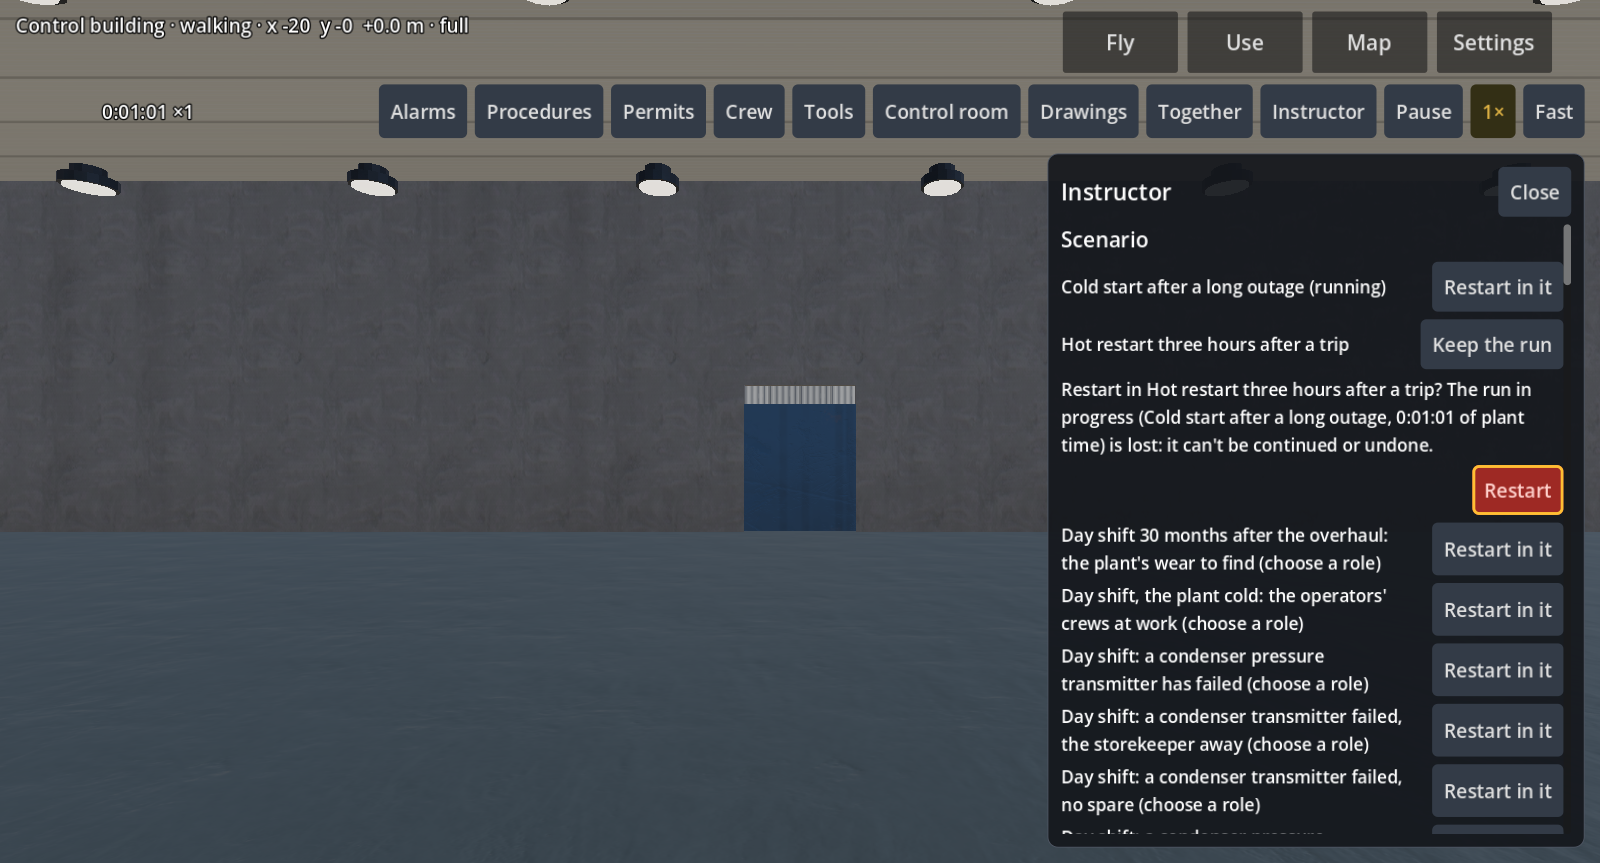 Control building · walking · x -20 y -0 +0.0 m · full
Fly
Use
Map
Settings
0:01:01 ×1
Alarms
Procedures
Permits
Crew
Tools
Control room
Drawings
Together
Instructor
Pause
1×
Fast
Instructor
Close
Scenario
Cold start after a long outage (running)
Restart in it
Hot restart three hours after a trip
Keep the run
Restart in Hot restart three hours after a trip? The run in
progress (Cold start after a long outage, 0:01:01 of plant
time) is lost: it can't be continued or undone.
Restart
Day shift 30 months after the overhaul:
the plant's wear to find (choose a role)
Restart in it
Day shift, the plant cold: the operators'
crews at work (choose a role)
Restart in it
Day shift: a condenser pressure
transmitter has failed (choose a role)
Restart in it
Day shift: a condenser transmitter failed,
the storekeeper away (choose a role)
Restart in it
Day shift: a condenser transmitter failed,
no spare (choose a role)
Restart in it
Day shift: a condenser pressure